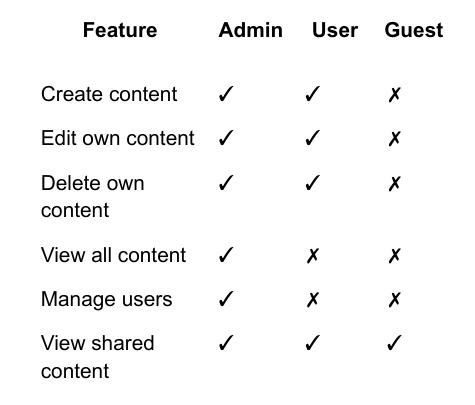 Feature Admin User Guest
Create content ✓ ✓ ✗
Edit own content ✓ ✓ ✗
Delete own ✓ ✓ ✗
content
View all content ✓ ✗ ✗
Manage users ✓ ✗ ✗
View shared ✓ ✓ ✓
content